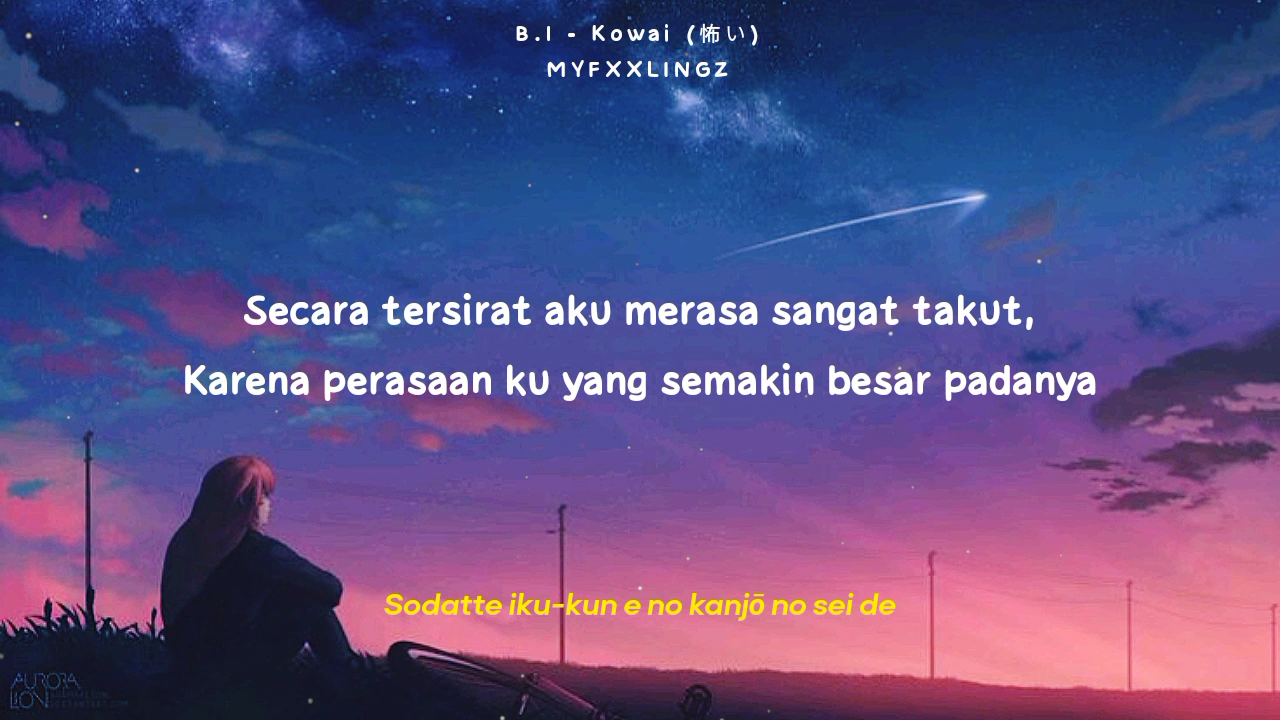 B.I - Kowai (怖い)
MYFXXLINGZ
Secara tersirat aku merasa sangat takut,
Karena perasaan ku yang semakin besar padanya
Sodatte iku-kun e no kanjō no sei de
AURORA
LION